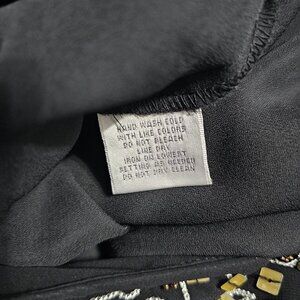 HAND WASH COLD
WITH LIKE COLORS
DO NOT BLEACH
LINE DRY
IRON ON LOWEST
SETTING AS NEEDED
DO NOT DRY CLEAN